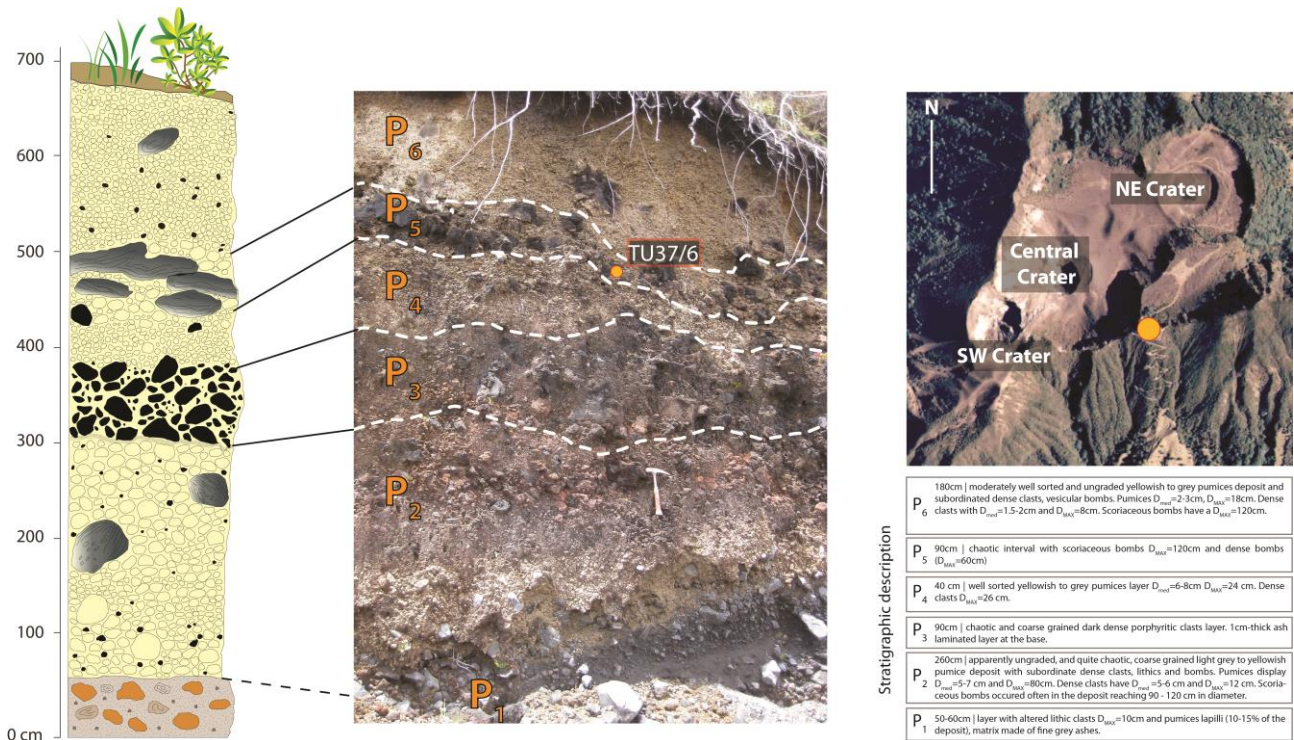 700
600
500
400
300
200
100
0 cm
P6
P5
TU37/6
P4
P3
P2
P1
N
NE Crater
Central
Crater
SW Crater
Stratigraphic description
P6 180cm | moderately well sorted and ungraded yellowish to grey pumices deposit and
subordinated dense clasts, vesicular bombs. Pumices Dmed=2-3cm, DMAX=18cm. Dense
clasts with Dmed=1.5-2cm and DMAX=8cm. Scoriaceous bombs have a DMAX=120cm.
P5 90cm | chaotic interval with scoriaceous bombs DMAX=120cm and dense bombs
(DMAX=60cm)
P4 40 cm | well sorted yellowish to grey pumices layer Dmed=6-8cm DMAX=24 cm. Dense
clasts DMAX=26 cm.
P3 90cm | chaotic and coarse grained dark dense porphyritic clasts layer. 1cm-thick ash
laminated layer at the base.
P2 260cm | apparently ungraded, and quite chaotic, coarse grained light grey to yellowish
pumice deposit with subordinate dense clasts, lithics and bombs. Pumices display
Dmed=5-7 cm and DMAX=80cm. Dense clasts have Dmed=5-6 cm and DMAX=12 cm. Scoria-
ceous bombs occured often in the deposit reaching 90 - 120 cm in diameter.
P1 50-60cm | layer with altered lithic clasts DMAX=10cm and pumices lapilli (10-15% of the
deposit), matrix made of fine grey ashes.